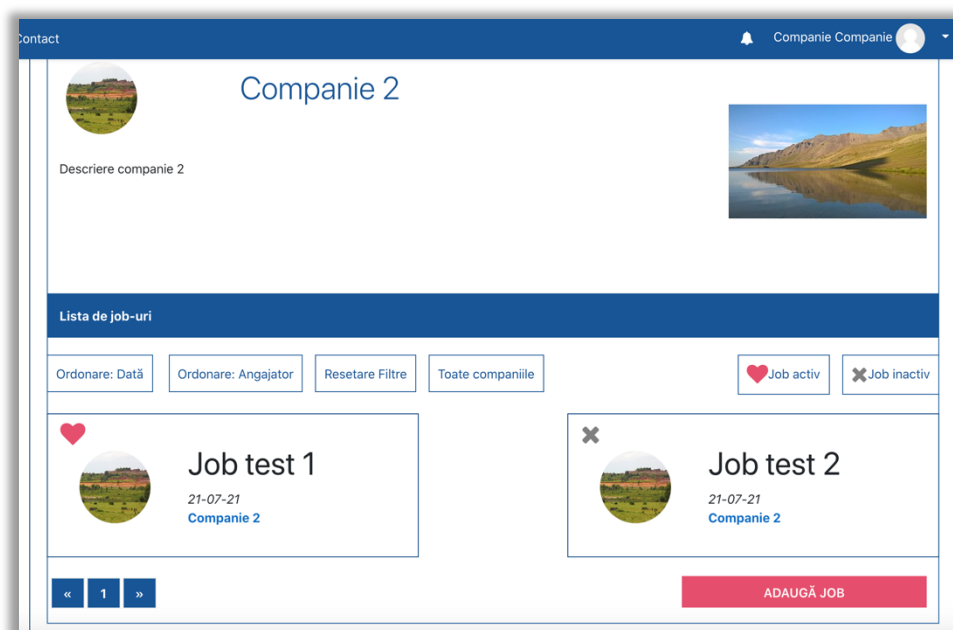 Contact
Companie Companie
Companie 2
Descriere companie 2
Lista de job-uri
Ordonare: Dată
Ordonare: Angajator
Resetare Filtre
Toate companiile
Job activ
Job inactiv
Job test 1
21-07-21
Companie 2
Job test 2
21-07-21
Companie 2
« 1 »
ADAUGĂ JOB